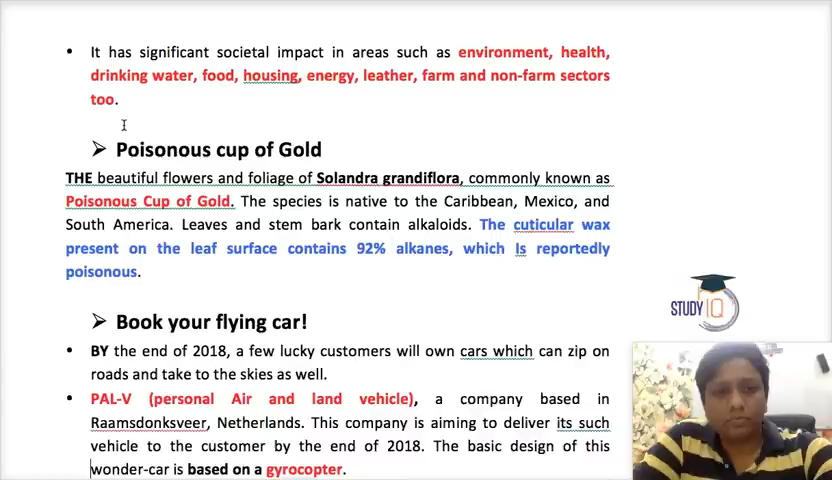 • It has significant societal impact in areas such as environment, health,
drinking water, food, housing, energy, leather, farm and non-farm sectors
too.
➢ Poisonous cup of Gold
THE beautiful flowers and foliage of Solandra grandiflora, commonly known as
Poisonous Cup of Gold. The species is native to the Caribbean, Mexico, and
South America. Leaves and stem bark contain alkaloids. The cuticular wax
present on the leaf surface contains 92% alkanes, which Is reportedly
poisonous.
STUDY IQ
➢ Book your flying car!
• BY the end of 2018, a few lucky customers will own cars which can zip on
roads and take to the skies as well.
• PAL-V (personal Air and land vehicle), a company based in
Raamsdonksveer, Netherlands. This company is aiming to deliver its such
vehicle to the customer by the end of 2018. The basic design of this
wonder-car is based on a gyrocopter.